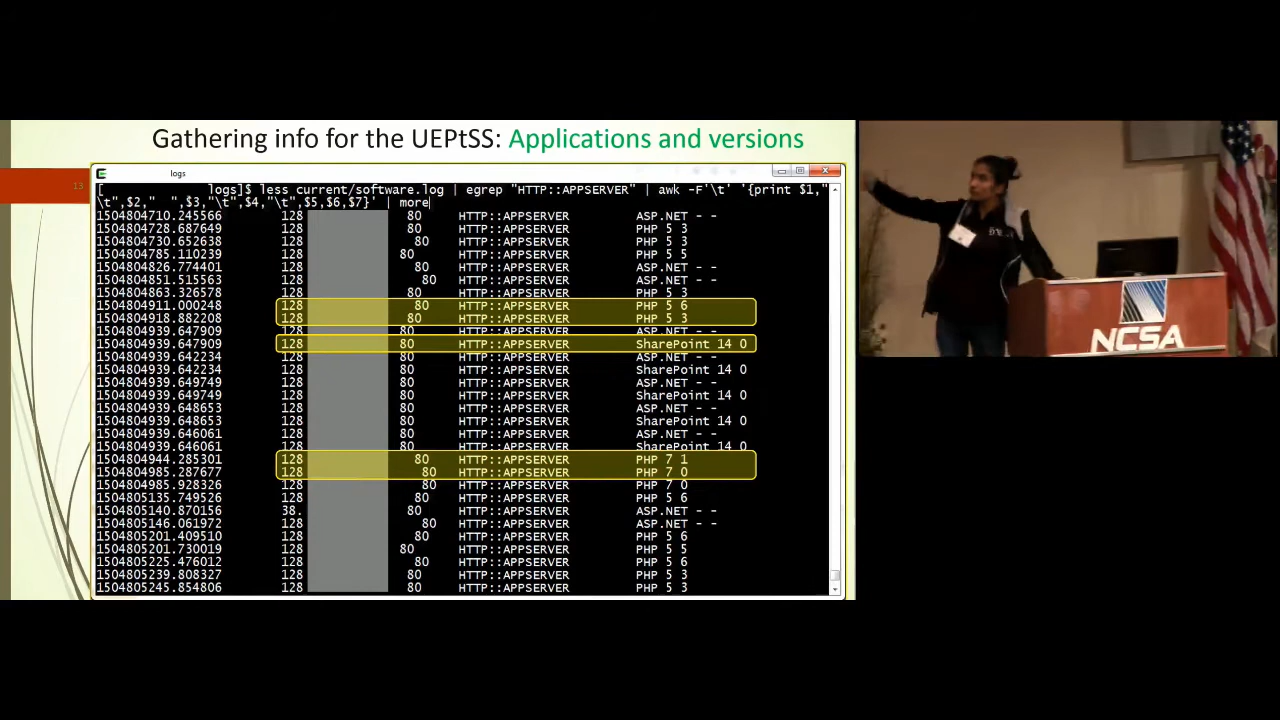 Gathering info for the UEPtSS: Applications and versions
13
logs
[ logs]$ less current/software.log | egrep "HTTP::APPSERVER" | awk -F'\t' '{print $1,"
\t",$2," ",$3,"\t",$4,"\t",$5,$6,$7}' | more
1504804710.245566 128 80 HTTP::APPSERVER ASP.NET - -
1504804728.687649 128 80 HTTP::APPSERVER PHP 5 3
1504804730.652638 128 80 HTTP::APPSERVER PHP 5 3
1504804785.110239 128 80 HTTP::APPSERVER PHP 5 5
1504804826.774401 128 80 HTTP::APPSERVER ASP.NET - -
1504804851.515563 128 80 HTTP::APPSERVER ASP.NET - -
1504804863.326578 128 80 HTTP::APPSERVER PHP 5 3
1504804911.000248 128 80 HTTP::APPSERVER PHP 5 6
1504804918.882208 128 80 HTTP::APPSERVER PHP 5 3
1504804939.647909 128 80 HTTP::APPSERVER ASP.NET - -
1504804939.647909 128 80 HTTP::APPSERVER SharePoint 14 0
1504804939.642234 128 80 HTTP::APPSERVER ASP.NET - -
1504804939.642234 128 80 HTTP::APPSERVER SharePoint 14 0
1504804939.649749 128 80 HTTP::APPSERVER ASP.NET - -
1504804939.649749 128 80 HTTP::APPSERVER SharePoint 14 0
1504804939.648653 128 80 HTTP::APPSERVER ASP.NET - -
1504804939.648653 128 80 HTTP::APPSERVER SharePoint 14 0
1504804939.646061 128 80 HTTP::APPSERVER ASP.NET - -
1504804939.646061 128 80 HTTP::APPSERVER SharePoint 14 0
1504804944.285301 128 80 HTTP::APPSERVER PHP 7 1
1504804985.287677 128 80 HTTP::APPSERVER PHP 7 0
1504804985.928326 128 80 HTTP::APPSERVER PHP 7 0
1504805135.749526 128 80 HTTP::APPSERVER PHP 5 6
1504805140.870156 38. 80 HTTP::APPSERVER ASP.NET - -
1504805146.061972 128 80 HTTP::APPSERVER ASP.NET - -
1504805201.409510 128 80 HTTP::APPSERVER PHP 5 6
1504805201.730019 128 80 HTTP::APPSERVER PHP 5 5
1504805225.476012 128 80 HTTP::APPSERVER PHP 5 6
1504805239.808327 128 80 HTTP::APPSERVER PHP 5 3
1504805245.854806 128 80 HTTP::APPSERVER PHP 5 3
NCSA